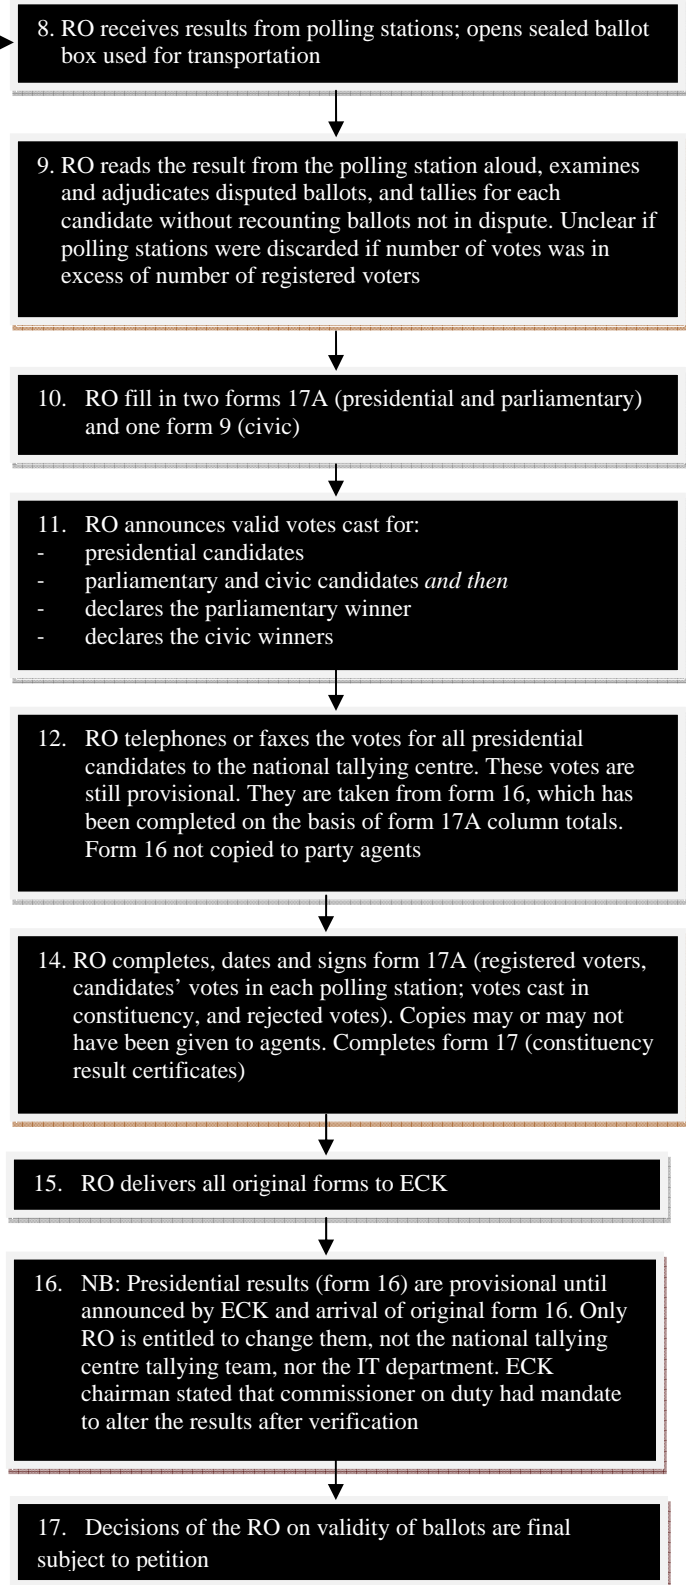 8. RO receives results from polling stations; opens sealed ballot
box used for transportation
9. RO reads the result from the polling station aloud, examines
and adjudicates disputed ballots, and tallies for each
candidate without recounting ballots not in dispute. Unclear if
polling stations were discarded if number of votes was in
excess of number of registered voters
10. RO fill in two forms 17A (presidential and parliamentary)
and one form 9 (civic)
11. RO announces valid votes cast for:
- presidential candidates
- parliamentary and civic candidates and then
- declares the parliamentary winner
- declares the civic winners
12. RO telephones or faxes the votes for all presidential
candidates to the national tallying centre. These votes are
still provisional. They are taken from form 16, which has
been completed on the basis of form 17A column totals.
Form 16 not copied to party agents
14. RO completes, dates and signs form 17A (registered voters,
candidates’ votes in each polling station; votes cast in
constituency, and rejected votes). Copies may or may not
have been given to agents. Completes form 17 (constituency
result certificates)
15. RO delivers all original forms to ECK
16. NB: Presidential results (form 16) are provisional until
announced by ECK and arrival of original form 16. Only
RO is entitled to change them, not the national tallying
centre tallying team, nor the IT department. ECK
chairman stated that commissioner on duty had mandate
to alter the results after verification
17. Decisions of the RO on validity of ballots are final
subject to petition